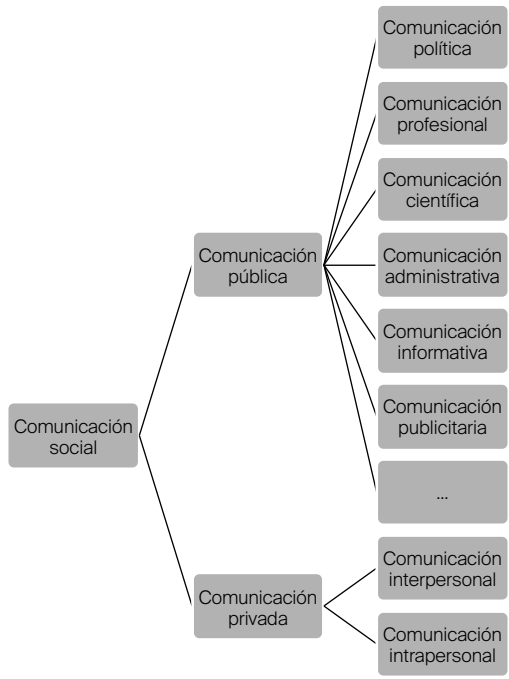 Comunicación
política
Comunicación
profesional
Comunicación
científica
Comunicación
pública
Comunicación
administrativa
Comunicación
informativa
Comunicación
social
Comunicación
publicitaria
...
Comunicación
privada
Comunicación
interpersonal
Comunicación
intrapersonal